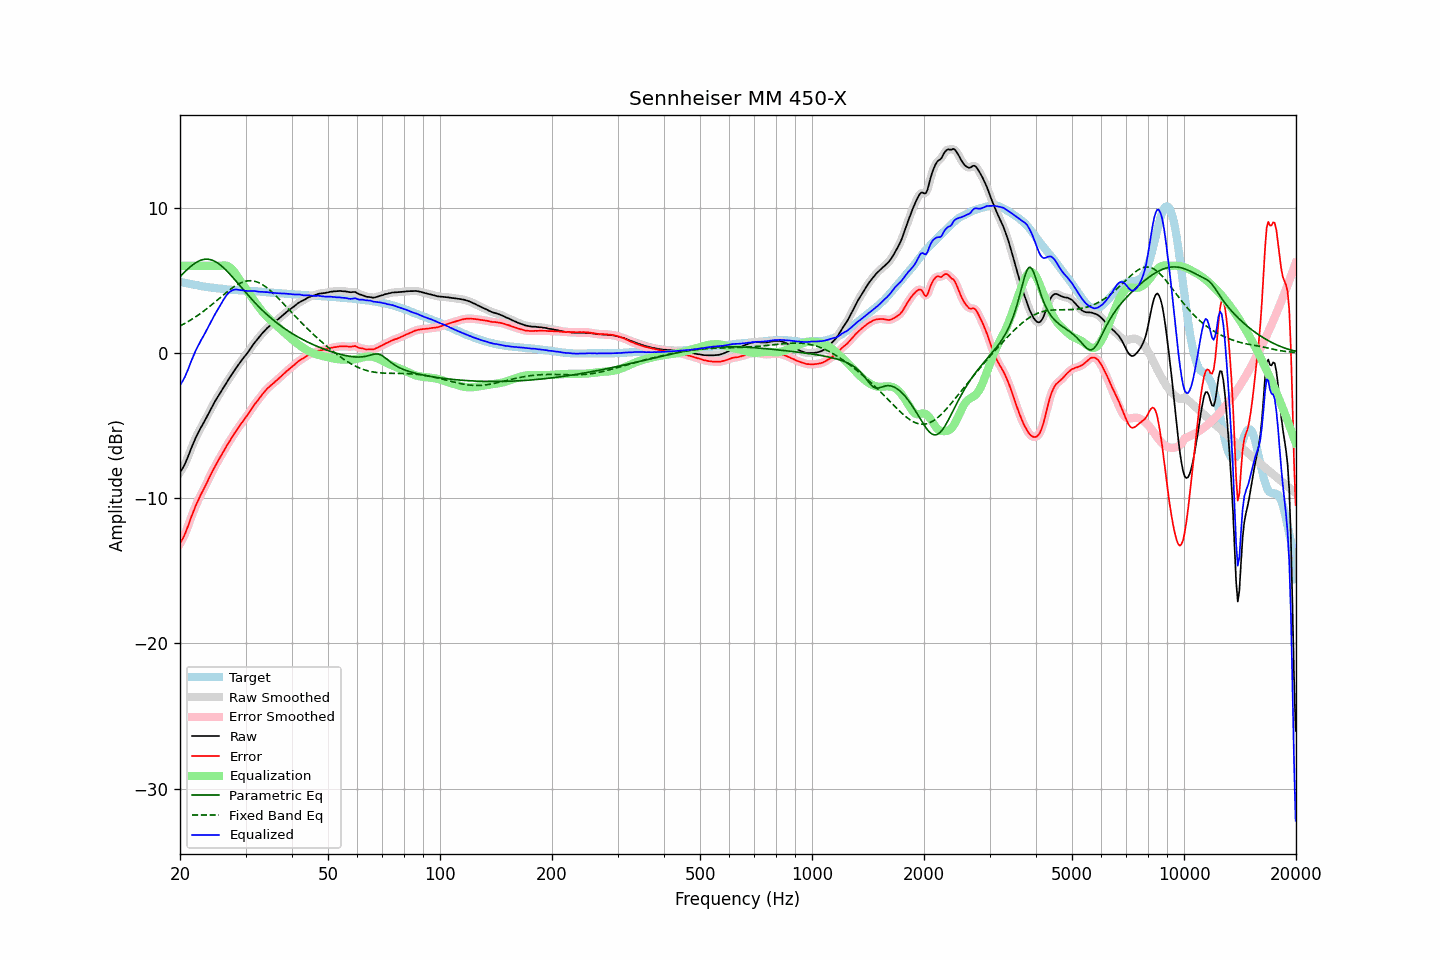 Sennheiser MM 450-X
Amplitude (dBr)
10
0
−10
−20
−30
Target
Raw Smoothed
Error Smoothed
Raw
Error
Equalization
Parametric Eq
Fixed Band Eq
Equalized
20 50 100 200 500 1000 2000 5000 10000 20000
Frequency (Hz)